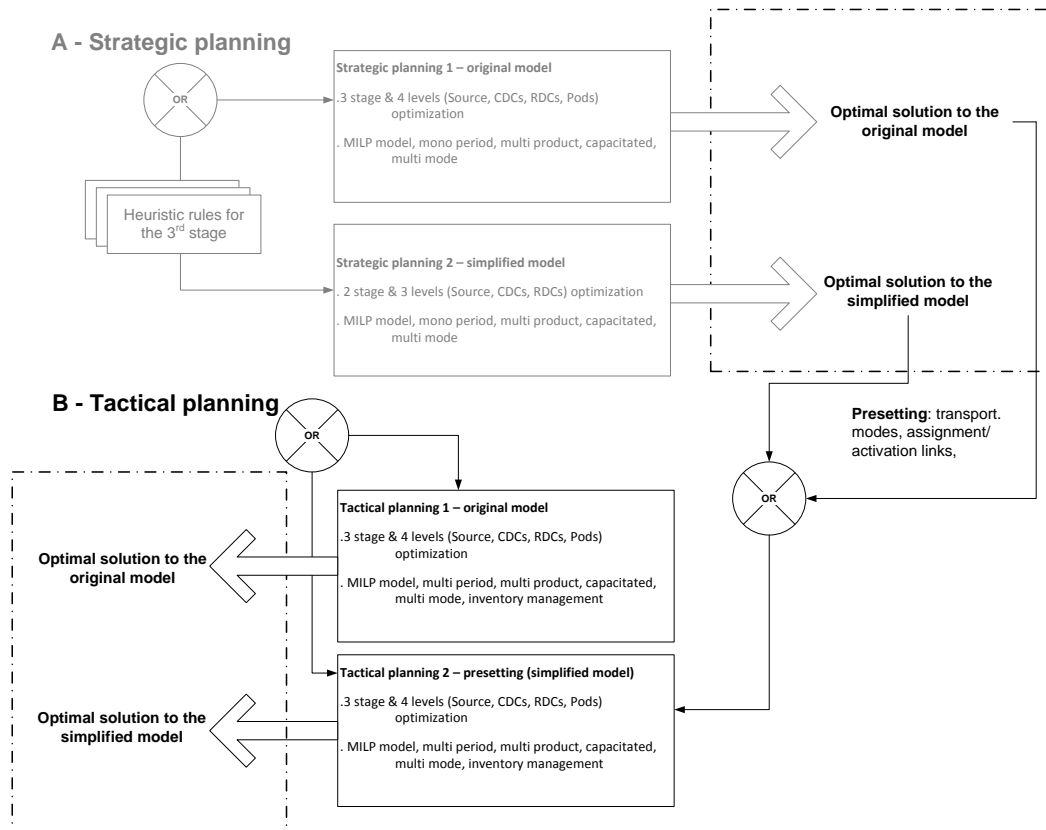 A - Strategic planning
OR
Strategic planning 1 – original model
.3 stage & 4 levels (Source, CDCs, RDCs, Pods)
optimization
. MILP model, mono period, multi product, capacitated,
multi mode
Optimal solution to the
original model
Heuristic rules for
the 3rd stage
Strategic planning 2 – simplified model
. 2 stage & 3 levels (Source, CDCs, RDCs) optimization
. MILP model, mono period, multi product, capacitated,
multi mode
Optimal solution to the
simplified model
B - Tactical planning
OR
Presetting: transport.
modes, assignment/
activation links,
OR
Tactical planning 1 – original model
.3 stage & 4 levels (Source, CDCs, RDCs, Pods)
optimization
. MILP model, multi period, multi product, capacitated,
multi mode, inventory management
Optimal solution to the
original model
Tactical planning 2 – presetting (simplified model)
.3 stage & 4 levels (Source, CDCs, RDCs, Pods)
optimization
. MILP model, multi period, multi product, capacitated,
multi mode, inventory management
Optimal solution to the
simplified model